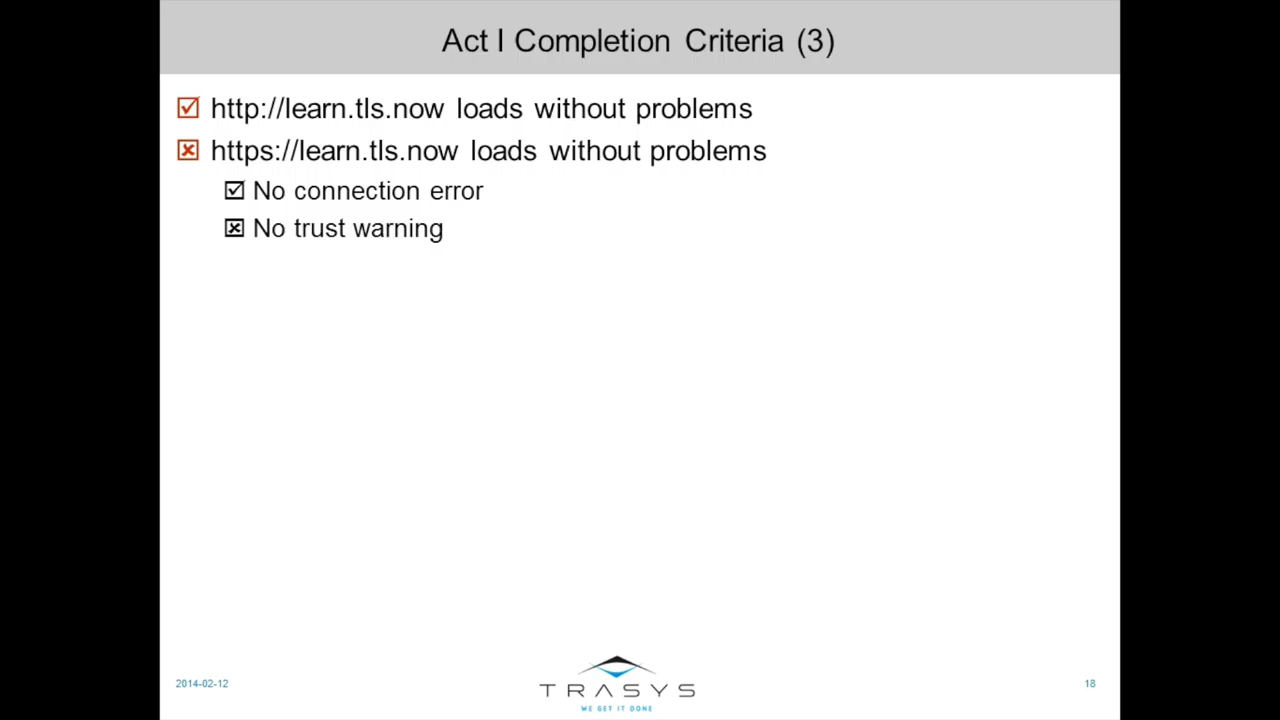 Act I Completion Criteria (3)
☑ http://learn.tls.now loads without problems
☒ https://learn.tls.now loads without problems
☑ No connection error
☒ No trust warning
2014-02-12
TRASYS
WE GET IT DONE
18